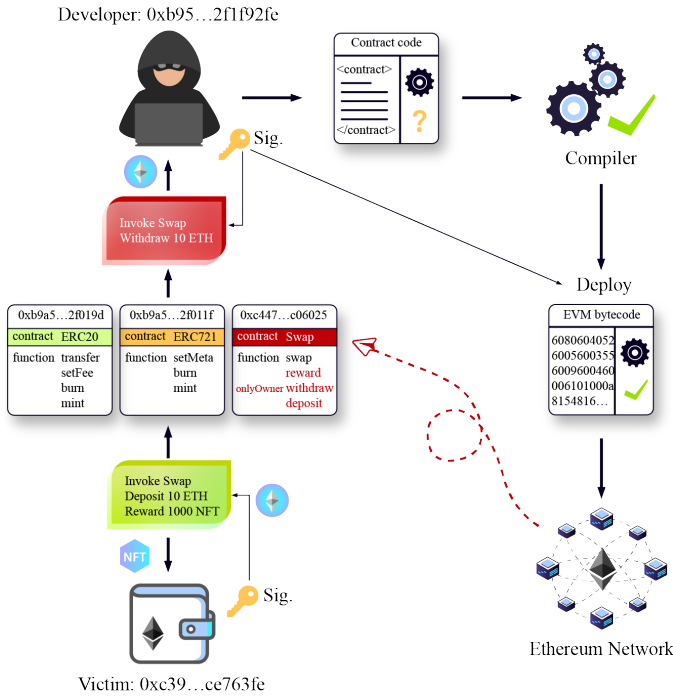 Developer: 0xb95…2f1f92fe
Contract code
<contract>
?
</contract>
Compiler
Sig.
Invoke Swap
Withdraw 10 ETH
Deploy
0xb9a5…2f019d
contract ERC20
function transfer
setFee
burn
mint
0xb9a5…2f011f
contract ERC721
function setMeta
burn
mint
0xc447…c06025
contract Swap
function swap
reward
onlyOwner withdraw
deposit
EVM bytecode
6080604052
6005600355
6009600460
006101000a
8154816…
Invoke Swap
Deposit 10 ETH
Reward 1000 NFT
NFT
Sig.
Ethereum Network
Victim: 0xc39…ce763fe